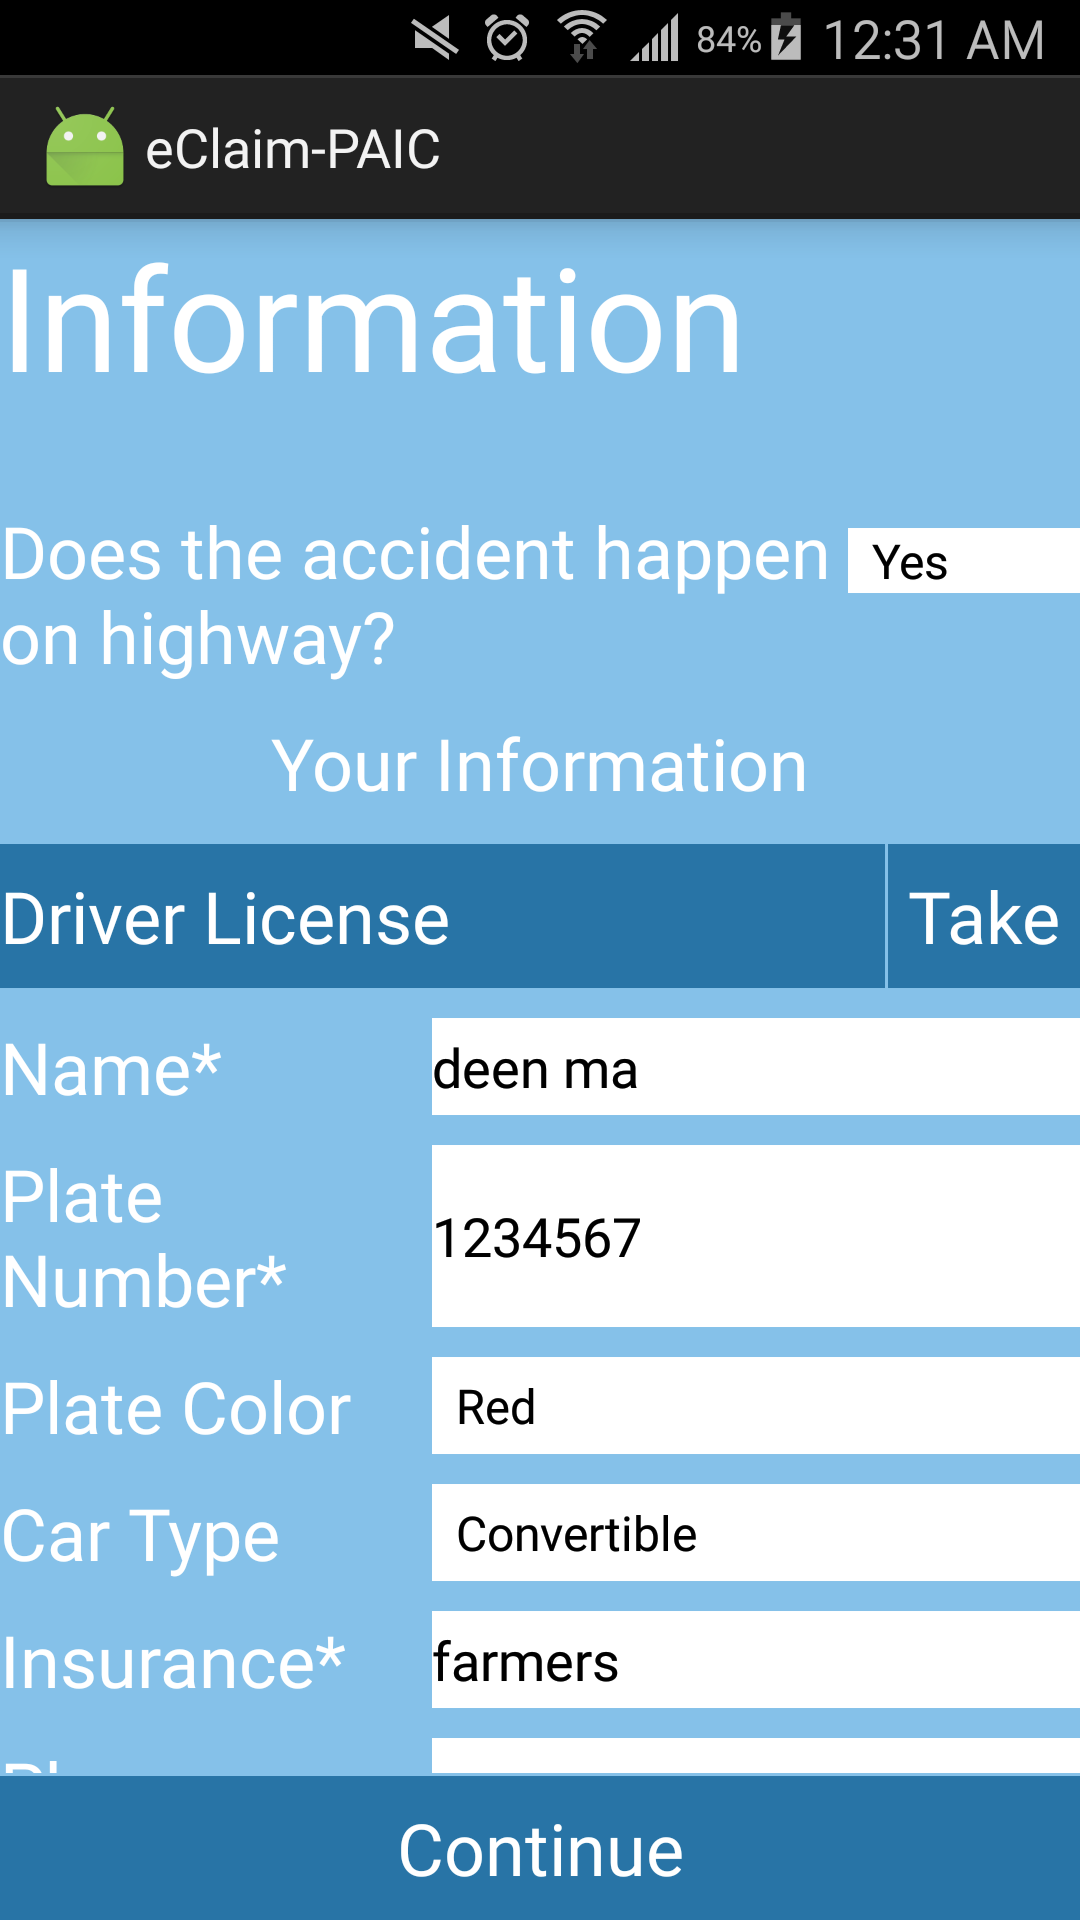 84% 12:31 AM
eClaim-PAIC
Information
Does the accident happen
on highway?
Yes
Your Information
Driver License
Take
Name*
deen ma
Plate
Number*
1234567
Plate Color
Red
Car Type
Convertible
Insurance*
farmers
Continue